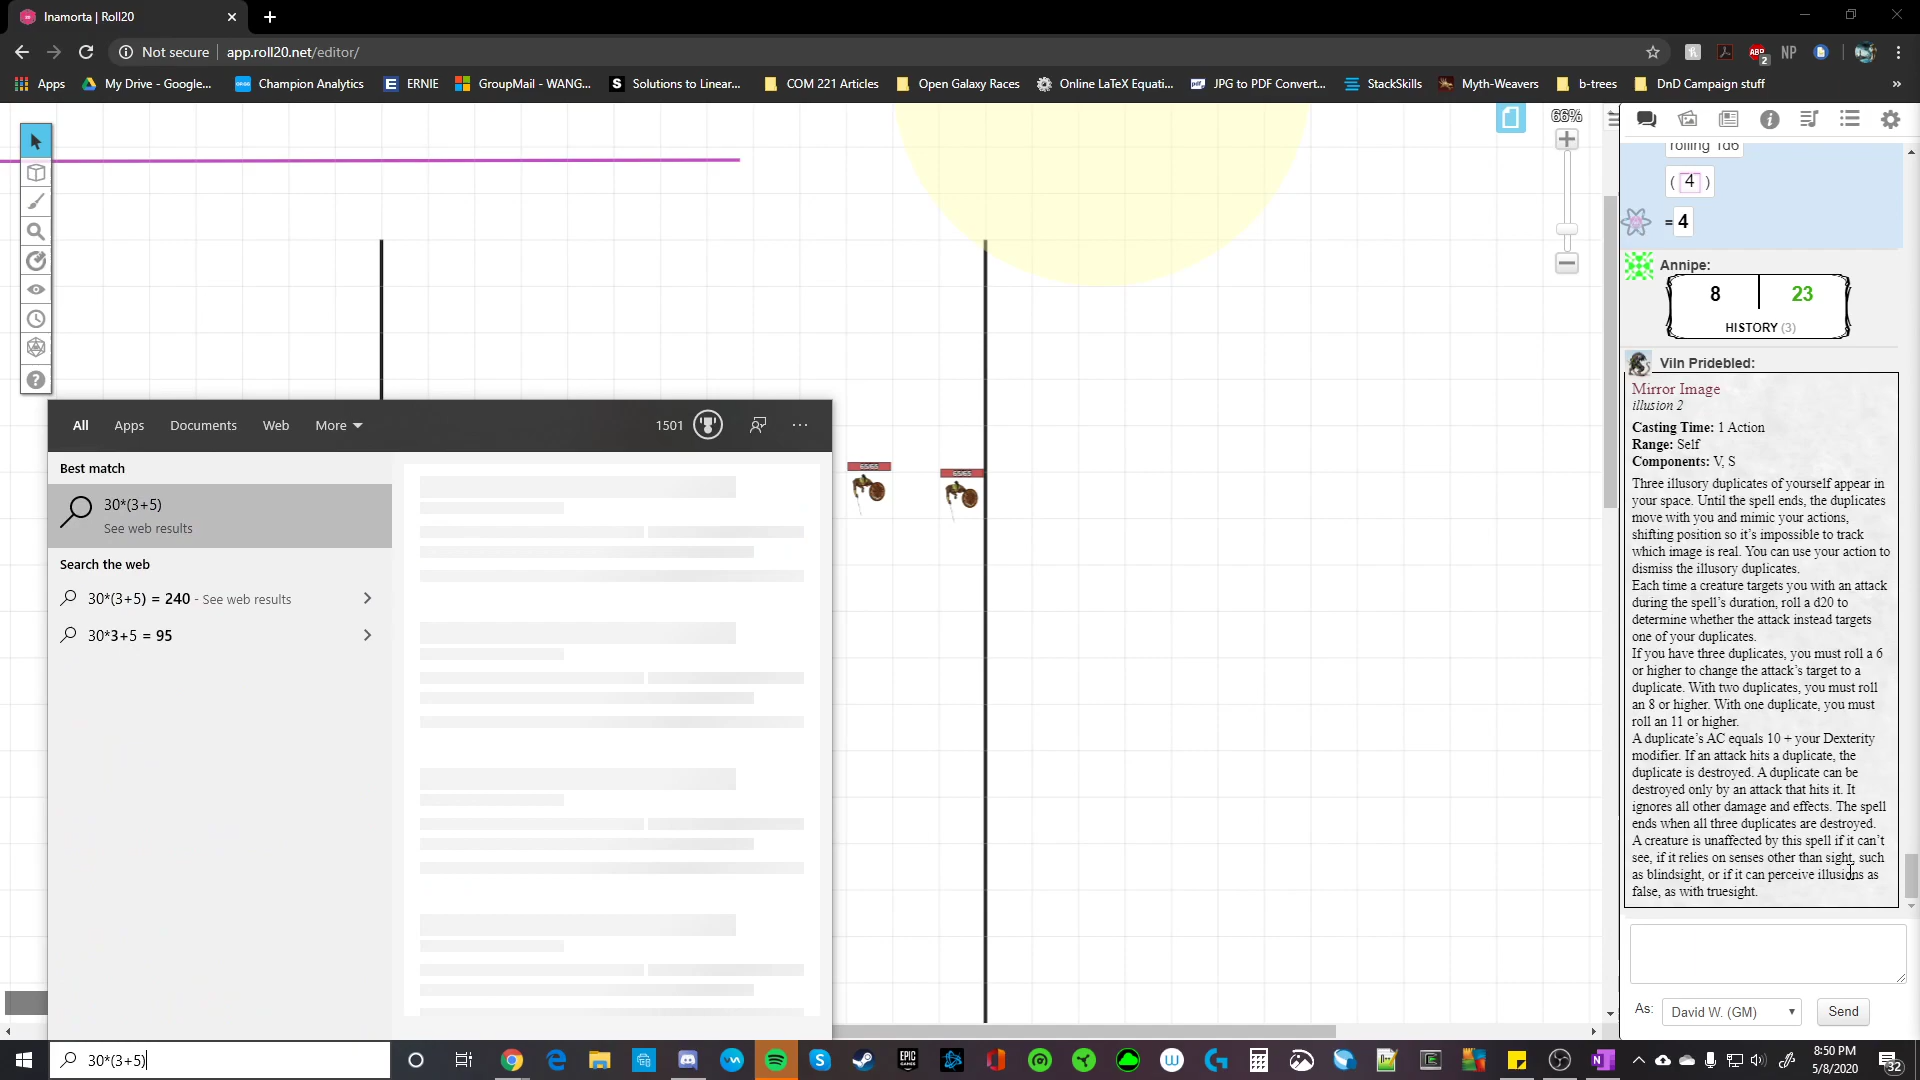 Inamorta | Roll20
Not secure
app.roll20.net/editor/
Apps
My Drive - Google...
Champion Analytics
ERNIE
GroupMail - WANG...
Solutions to Linear...
COM 221 Articles
Open Galaxy Races
Online LaTeX Equati...
JPG to PDF Convert...
StackSkills
Myth-Weavers
b-trees
DnD Campaign stuff
66%
rolling 1d6
( 4 )
=4
Annipe:
8 23
HISTORY (3)
Viln Pridebled:
Mirror Image
illusion 2
Casting Time: 1 Action
Range: Self
Components: V, S
Three illusory duplicates of yourself appear in
your space. Until the spell ends, the duplicates
move with you and mimic your actions,
shifting position so it's impossible to track
which image is real. You can use your action to
dismiss the illusory duplicates.
Each time a creature targets you with an attack
during the spell's duration, roll a d20 to
determine whether the attack instead targets
one of your duplicates.
If you have three duplicates, you must roll a 6
or higher to change the attack's target to a
duplicate. With two duplicates, you must roll
an 8 or higher. With one duplicate, you must
roll an 11 or higher.
A duplicate's AC equals 10 + your Dexterity
modifier. If an attack hits a duplicate, the
duplicate is destroyed. A duplicate can be
destroyed only by an attack that hits it. It
ignores all other damage and effects. The spell
ends when all three duplicates are destroyed.
A creature is unaffected by this spell if it can't
see, if it relies on senses other than sight, such
as blindsight, or if it can perceive illusions as
false, as with truesight.
As:
David W. (GM)
Send
65/65
65/65
All
Apps
Documents
Web
More
1501
Best match
30*(3+5)
See web results
Search the web
30*(3+5) = 240 - See web results
30*3+5 = 95
30*(3+5)
8:50 PM
5/8/2020
32